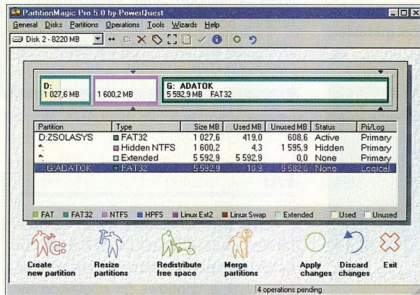 PartitionMagic Pro 5.0 by PowerQuest
General Disks Partitions Operations Tools Wizards Help
Disk 2 - 8220 MB
D:
1 027,6 MB
1 600,2 MB
G: ADATOK
5 592,9 MB FAT32
Partition Type Size MB Used MB Unused MB Status Pri/Log
D:ZSOLASYS FAT32 1 027,6 419,0 608,6 Active Primary
*: Hidden NTFS 1 600,2 4,3 1 595,9 Hidden Primary
*: Extended 5 592,9 5 592,9 0,0 None Primary
G:ADATOK FAT32 5 592,9 10,9 5 582,0 None Logical
FAT FAT32 NTFS HPFS Linux Ext2 Linux Swap Extended Used Unused
Create new partition
Resize partitions
Redistribute free space
Merge partitions
Apply changes
Discard changes
Exit
4 operations pending